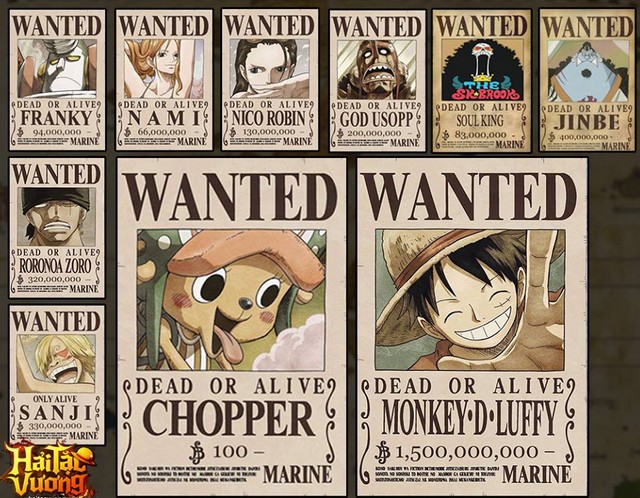 WANTED
DEAD OR ALIVE
FRANKY
94,000,000 –
MARINE
WANTED
DEAD OR ALIVE
NAMI
66,000,000 –
MARINE
WANTED
DEAD OR ALIVE
NICO ROBIN
130,000,000 –
MARINE
WANTED
DEAD OR ALIVE
GOD USOPP
200,000,000 –
MARINE
WANTED
THE
DEAD OR ALIVE
SOUL KING
83,000,000 –
MARINE
WANTED
DEAD OR ALIVE
JINBE
400,000,000 –
MARINE
WANTED
DEAD OR ALIVE
RORONOA ZORO
320,000,000 –
MARINE
WANTED
ONLY ALIVE
SANJI
330,000,000 –
WANTED
DEAD OR ALIVE
CHOPPER
100 –
MARINE
WANTED
DEAD OR ALIVE
MONKEY·D·LUFFY
1,500,000,000 –
MARINE
Hải Tặc
Vương